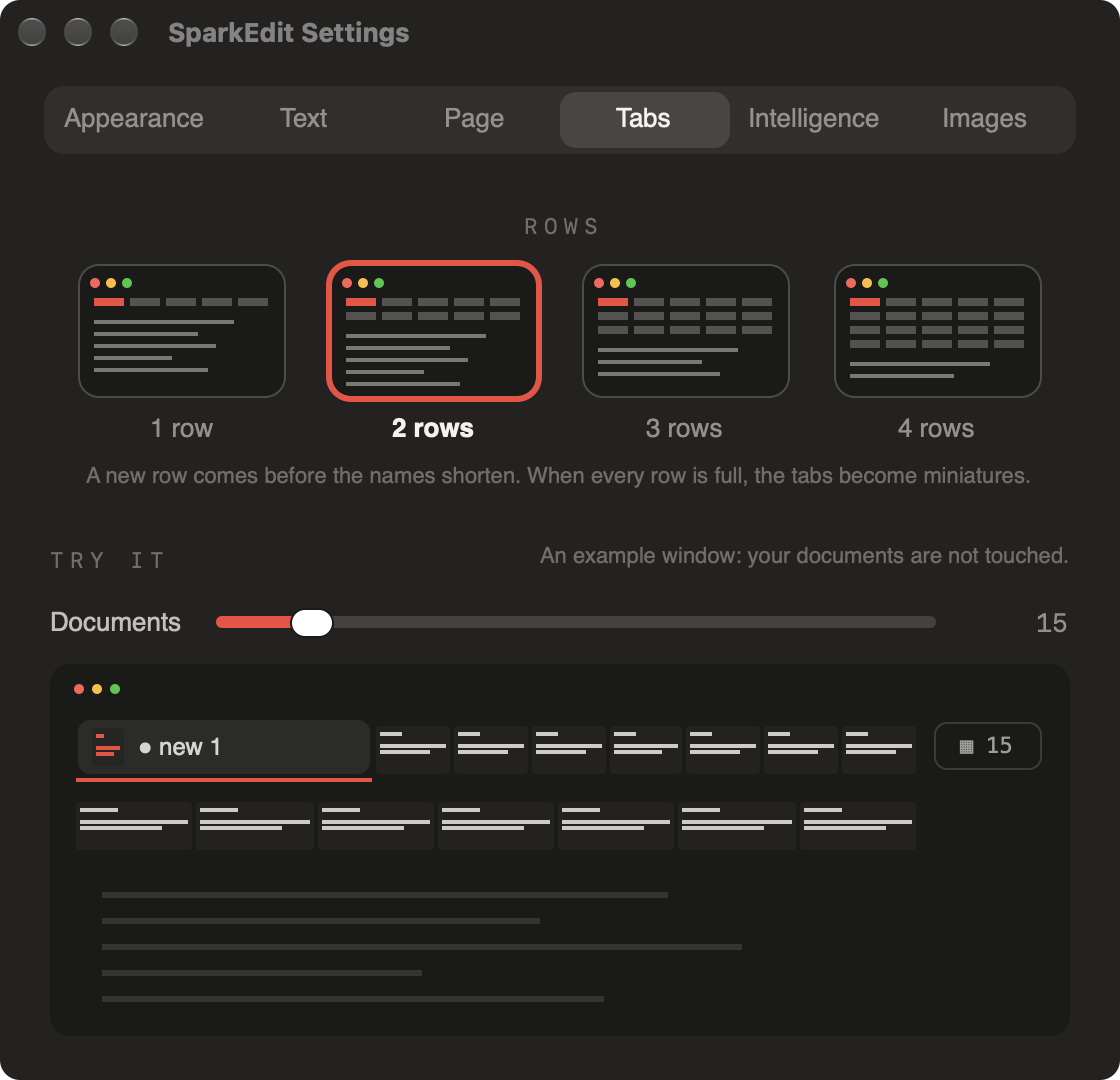 SparkEdit Settings
Appearance Text Page Tabs Intelligence Images
ROWS
1 row 2 rows 3 rows 4 rows
A new row comes before the names shorten. When every row is full, the tabs become miniatures.
TRY IT An example window: your documents are not touched.
Documents 15
● new 1 ▦ 15